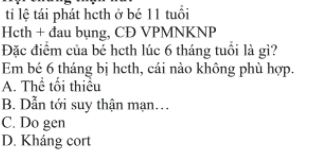 tỉ lệ tái phát hcth ở bé 11 tuổi
Hcth + đau bụng, CĐ VPMNKNP
Đặc điểm của bé hcth lúc 6 tháng tuổi là gì?
Em bé 6 tháng bị hcth, cái nào không phù hợp.
A. Thể tối thiểu
B. Dẫn tới suy thận mạn…
C. Do gen
D. Kháng cort